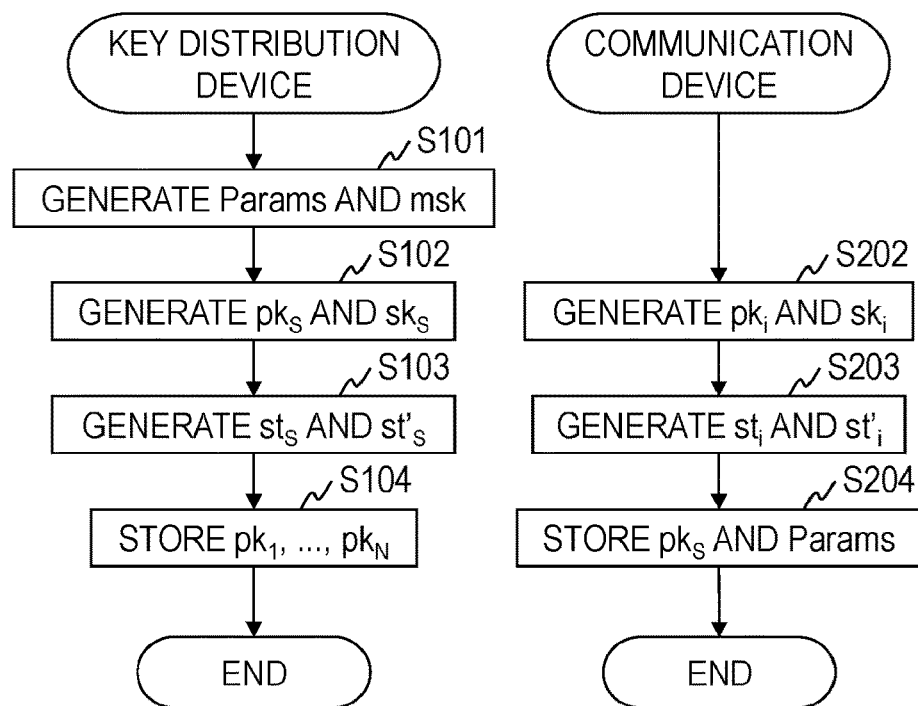 KEY DISTRIBUTION
DEVICE
S101
GENERATE Params AND msk
S102
GENERATE pkS AND skS
S103
GENERATE stS AND st'S
S104
STORE pk1, ..., pkN
END
COMMUNICATION
DEVICE
S202
GENERATE pki AND ski
S203
GENERATE sti AND st'i
S204
STORE pkS AND Params
END